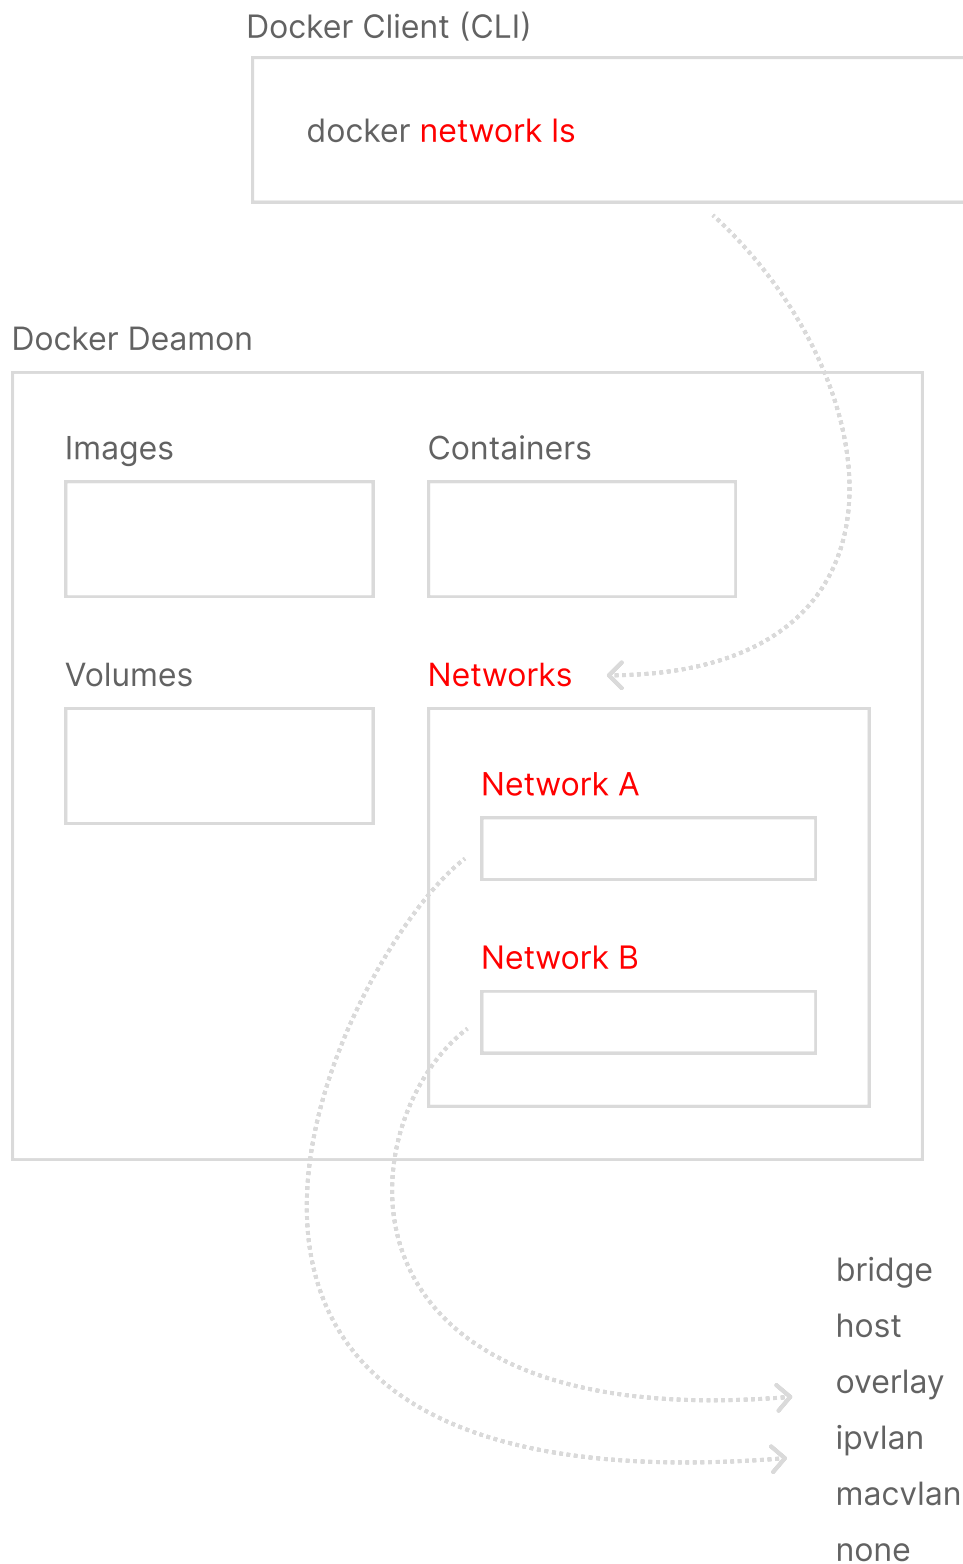 Docker Client (CLI)
docker network ls
Docker Deamon
Images
Containers
Volumes
Networks
Network A
Network B
bridge
host
overlay
ipvlan
macvlan
none